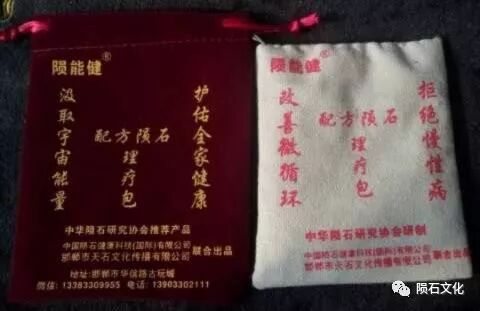 陨能健®
汲取宇宙能量
配方陨石
理疗包
护佑全家健康
中华陨石研究协会推荐产品
中国陨石健康科技(国际)有限公司
邯郸市天石文化传播有限公司
联合出品
地址:邯郸市华信路古玩城
微信: 13383309955 电话: 13903302111
陨能健®
改善微循环
配方陨石
理疗包
拒绝慢性病
中华陨石研究协会监制
中国陨石健康科技(国际)有限公司
邯郸市天石文化传播有限公司
联合出品
陨石文化